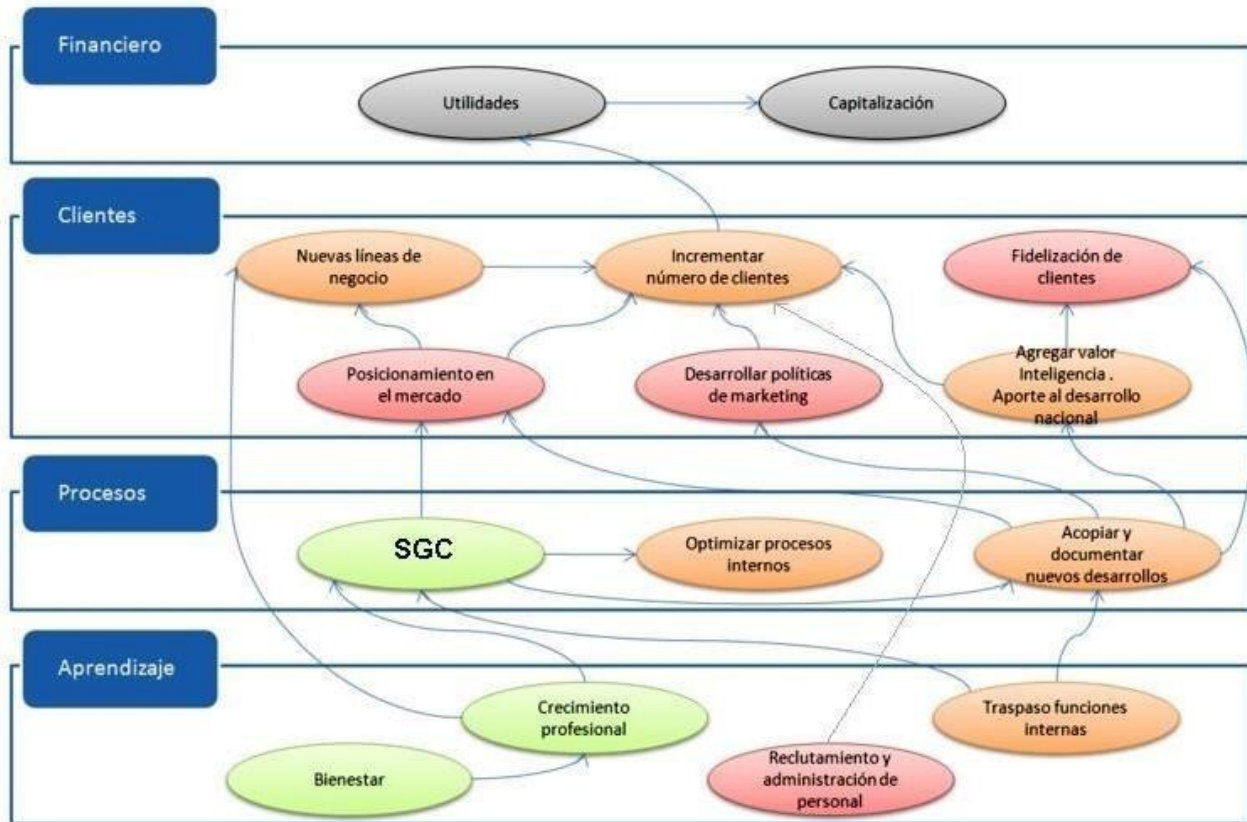 Financiero
Utilidades
Capitalización
Clientes
Nuevas líneas de
negocio
Incrementar
número de clientes
Fidelización de
clientes
Posicionamiento en
el mercado
Desarrollar políticas
de marketing
Agregar valor
Inteligencia .
Aporte al desarrollo
nacional
Procesos
SGC
Optimizar procesos
internos
Acopiar y
documentar
nuevos desarrollos
Aprendizaje
Crecimiento
profesional
Traspaso funciones
internas
Bienestar
Reclutamiento y
administración de
personal